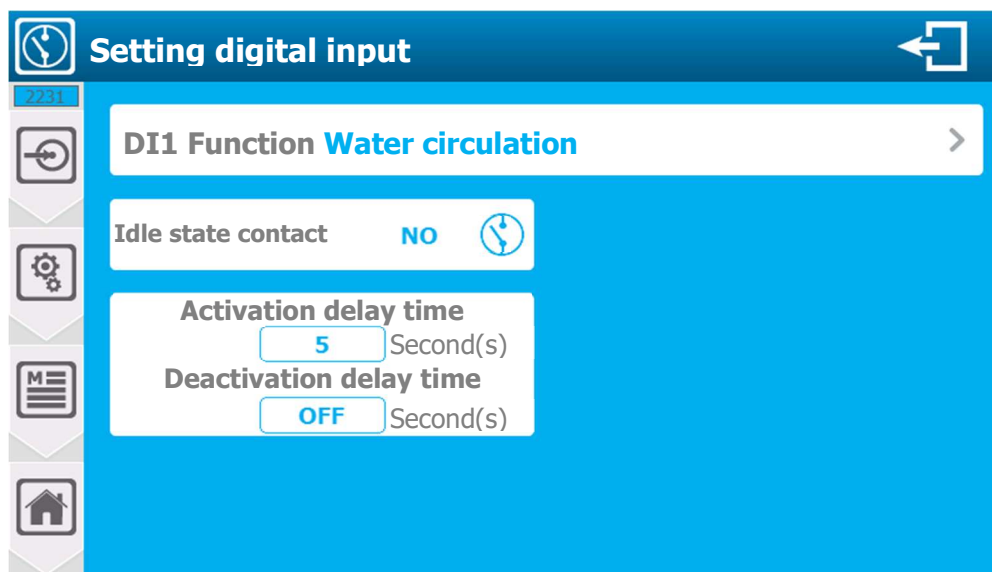 Setting digital input
2231
DI1 Function Water circulation
Idle state contact NO
Activation delay time
5 Second(s)
Deactivation delay time
OFF Second(s)
M